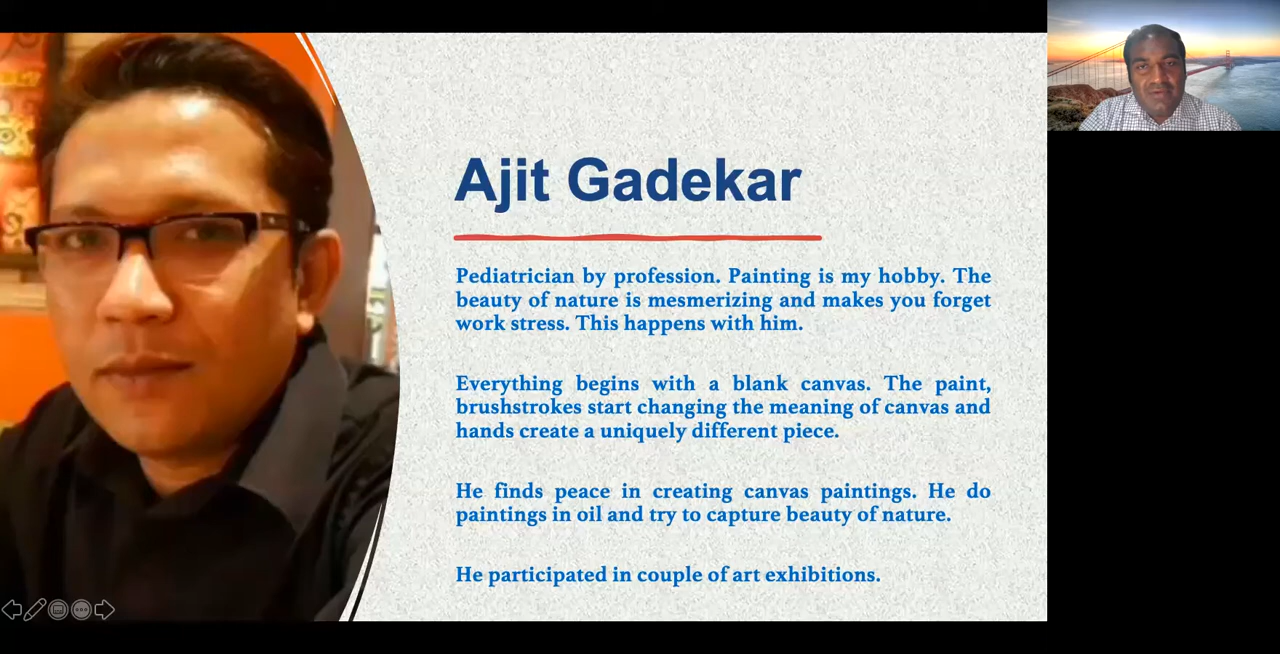 Ajit Gadekar
Pediatrician by profession. Painting is my hobby. The
beauty of nature is mesmerizing and makes you forget
work stress. This happens with him.
Everything begins with a blank canvas. The paint,
brushstrokes start changing the meaning of canvas and
hands create a uniquely different piece.
He finds peace in creating canvas paintings. He do
paintings in oil and try to capture beauty of nature.
He participated in couple of art exhibitions.